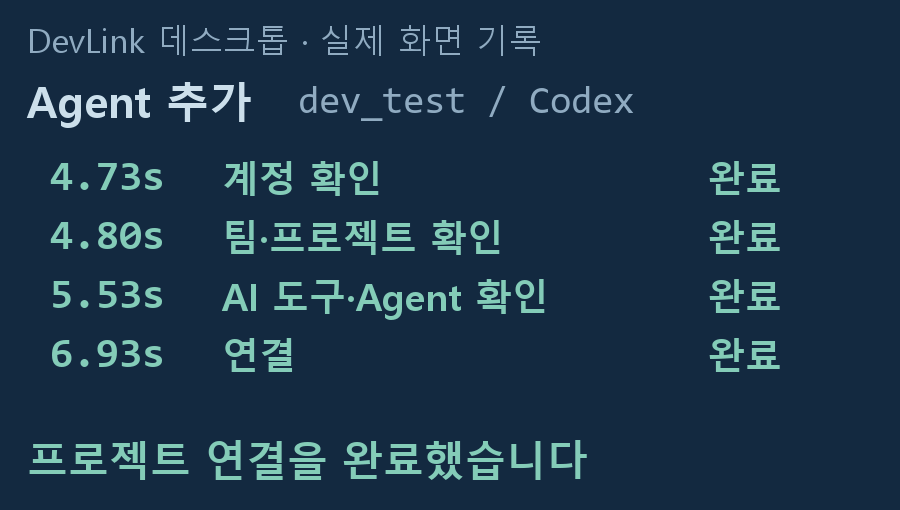 DevLink 데스크톱 · 실제 화면 기록
Agent 추가 dev_test / Codex
4.73s 계정 확인 완료
4.80s 팀·프로젝트 확인 완료
5.53s AI 도구·Agent 확인 완료
6.93s 연결 완료
프로젝트 연결을 완료했습니다